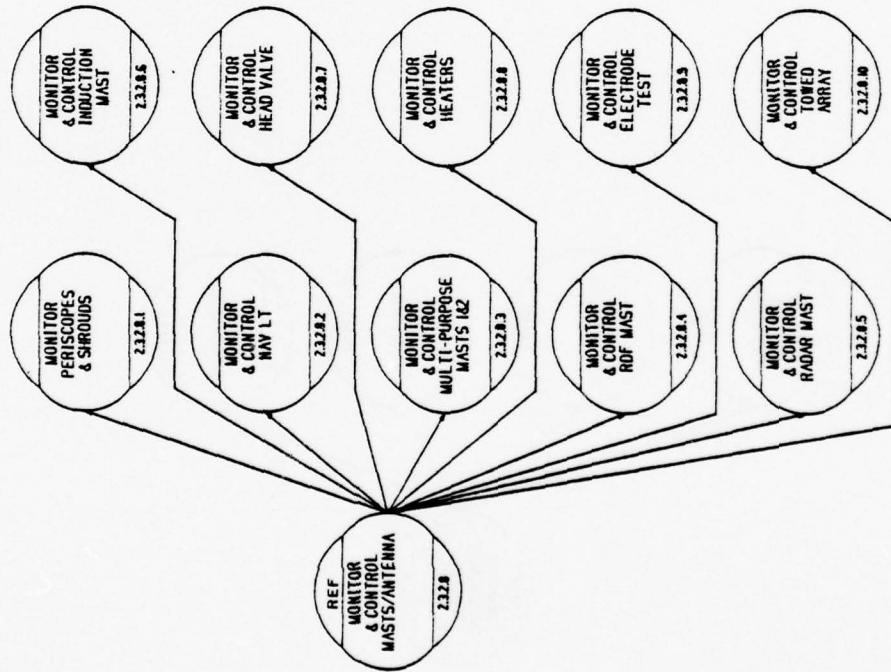 REF
MONITOR
& CONTROL
MASTS/ANTENNA
2.3.2.8
MONITOR
PERISCOPES
& SHROUDS
2.3.2.8.1
MONITOR
& CONTROL
NAV LT
2.3.2.8.2
MONITOR
& CONTROL
MULTI-PURPOSE
MASTS 1&2
2.3.2.8.3
MONITOR
& CONTROL
RDF MAST
2.3.2.8.4
MONITOR
& CONTROL
RADAR MAST
2.3.2.8.5
MONITOR
& CONTROL
INDUCTION
MAST
2.3.2.8.6
MONITOR
& CONTROL
HEAD VALVE
2.3.2.8.7
MONITOR
& CONTROL
HEATERS
2.3.2.8.8
MONITOR
& CONTROL
ELECTRODE
TEST
2.3.2.8.9
MONITOR
& CONTROL
TOWED
ARRAY
2.3.2.8.10